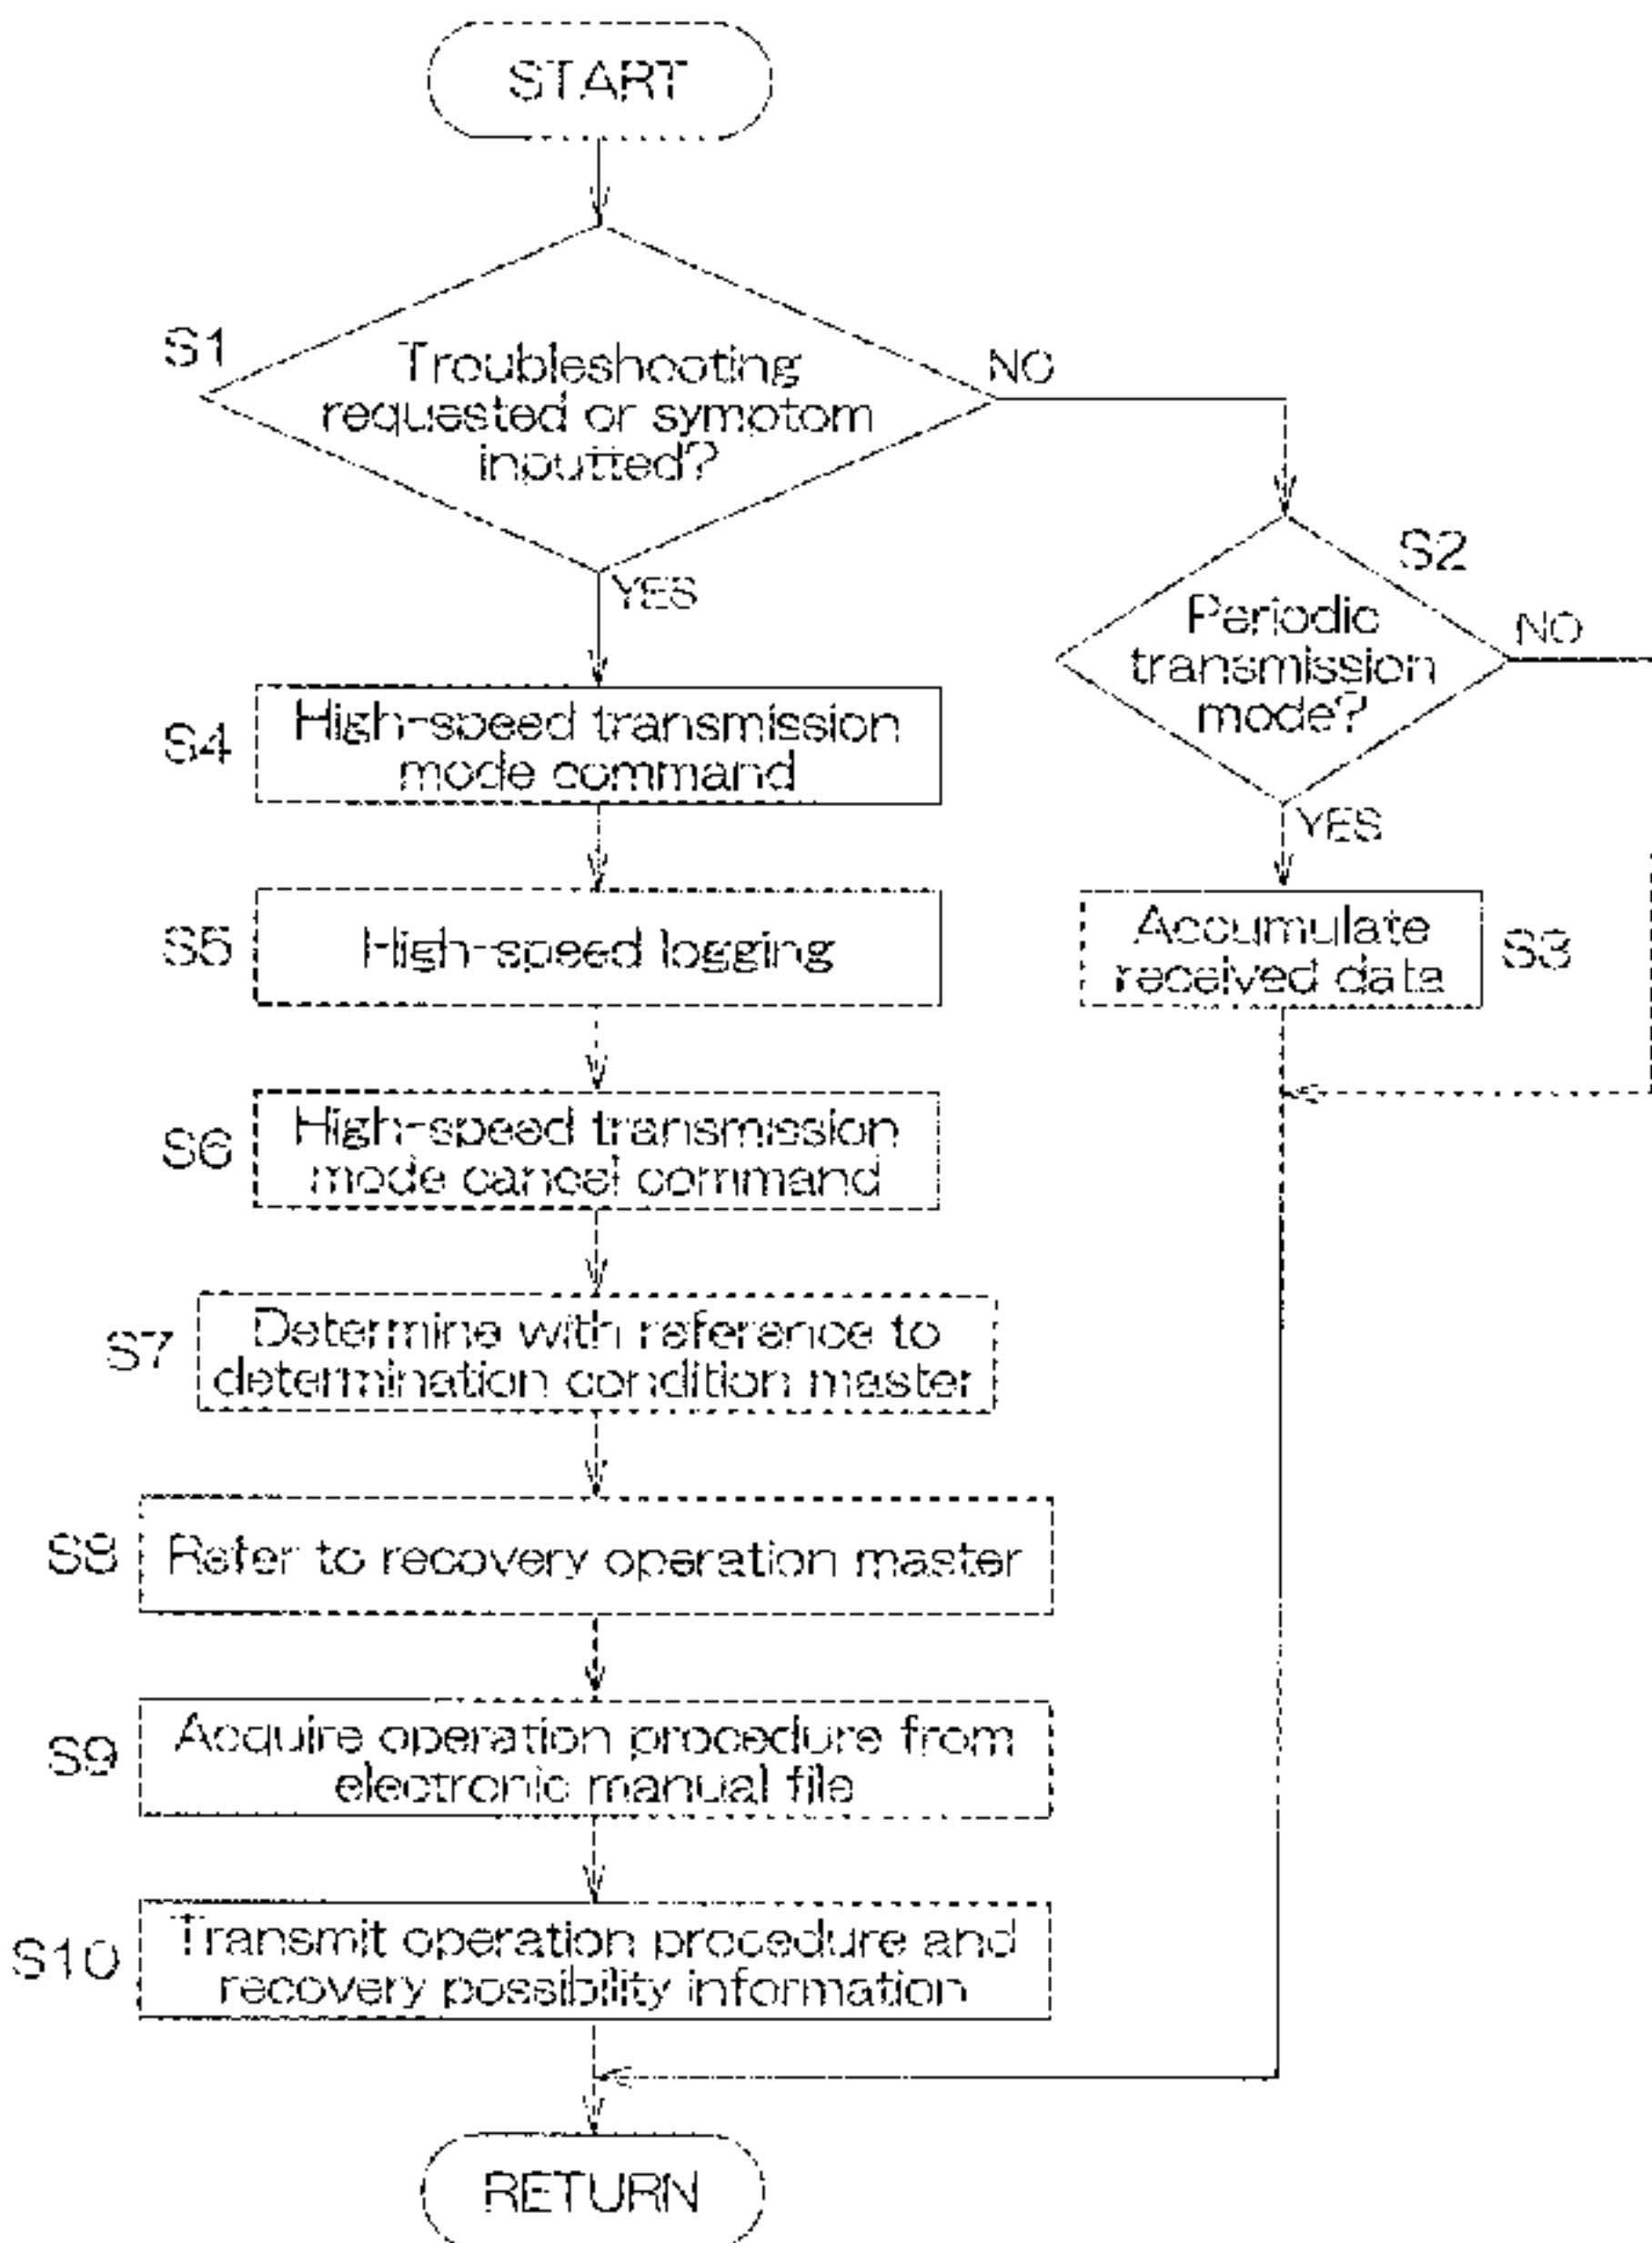 START
S1
Troubleshooting
requested or symptom
inputted?
NO
YES
S2
Periodic
transmission
mode?
NO
YES
S4
High-speed transmission
mode command
Accumulate
received data
S3
S5
High-speed logging
S6
High-speed transmission
mode cancel command
S7
Determine with reference to
determination condition master
S8
Refer to recovery operation master
S9
Acquire operation procedure from
electronic manual file
S10
Transmit operation procedure and
recovery possibility information
RETURN